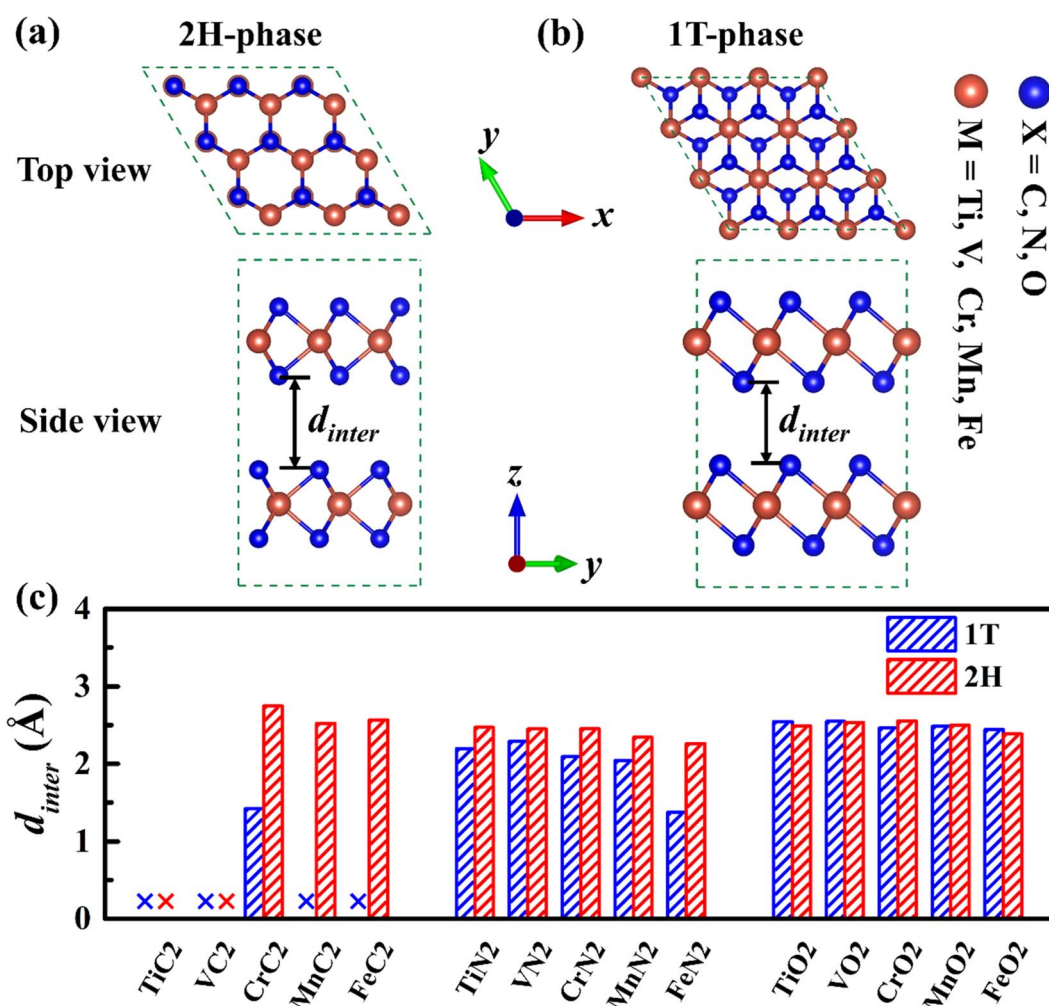 (a)
2H-phase
(b)
1T-phase
Top view
y
x
M = Ti, V, Cr, Mn, Fe
X = C, N, O
Side view
d_inter
d_inter
z
y
(c)
4
3
2
1
0
d_inter (Å)
1T
2H
× × × × × ×
TiC2 VC2 CrC2 MnC2 FeC2 TiN2 VN2 CrN2 MnN2 FeN2 TiO2 VO2 CrO2 MnO2 FeO2